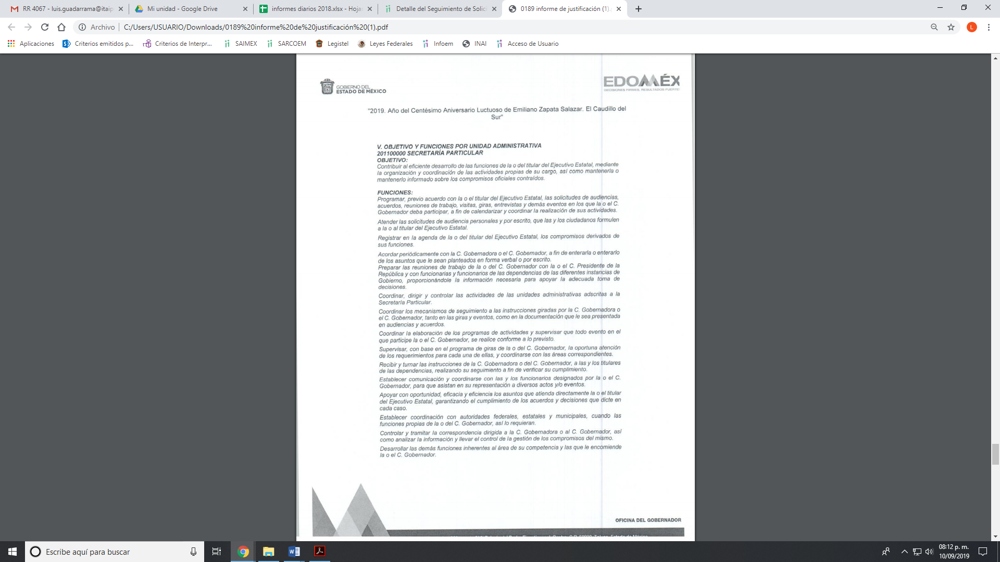 RR 4067 - luis.guadarrama@itaip
Mi unidad - Google Drive
informes diarios 2018.xlsx - Hoja
Detalle del Seguimiento de Solici
0189 informe de justificación (1).
Archivo
C:/Users/USUARIO/Downloads/0189%20informe%20de%20justificación%20(1).pdf
L
Aplicaciones
Criterios emitidos p...
Criterios de Interpr...
SAIMEX
SARCOEM
Legistel
Leyes Federales
Infoem
INAI
Acceso de Usuario
GOBIERNO DEL
ESTADO DE MÉXICO
EDOMÉX
DECISIONES FIRMES, RESULTADOS FUERTES
"2019. Año del Centésimo Aniversario Luctuoso de Emiliano Zapata Salazar. El Caudillo del
Sur"
V. OBJETIVO Y FUNCIONES POR UNIDAD ADMINISTRATIVA
201100000 SECRETARÍA PARTICULAR
OBJETIVO:
Contribuir al eficiente desarrollo de las funciones de la o del titular del Ejecutivo Estatal, mediante
la organización y coordinación de las actividades propias de su cargo, así como mantenerla o
mantenerlo informado sobre los compromisos oficiales contraídos.
FUNCIONES:
Programar, previo acuerdo con la o el titular del Ejecutivo Estatal, las solicitudes de audiencias,
acuerdos, reuniones de trabajo, visitas, giras, entrevistas y demás eventos en los que la o el C.
Gobernador deba participar, a fin de calendarizar y coordinar la realización de sus actividades.
Atender las solicitudes de audiencia personales y por escrito, que las y los ciudadanos formulen
a la o al titular del Ejecutivo Estatal.
Registrar en la agenda de la o del titular del Ejecutivo Estatal, los compromisos derivados de
sus funciones.
Acordar periódicamente con la C. Gobernadora o el C. Gobernador, a fin de enterarla o enterarlo
de los asuntos que le sean planteados en forma verbal o por escrito.
Preparar las reuniones de trabajo de la o del C. Gobernador con la o el C. Presidente de la
República y con funcionarias y funcionarios de las dependencias de las diferentes instancias de
Gobierno, proporcionándole la información necesaria para apoyar la adecuada toma de
decisiones.
Coordinar, dirigir y controlar las actividades de las unidades administrativas adscritas a la
Secretaría Particular.
Coordinar los mecanismos de seguimiento a las instrucciones giradas por la C. Gobernadora o
el C. Gobernador, tanto en las giras y eventos, como en la documentación que le sea presentada
en audiencias y acuerdos.
Coordinar la elaboración de los programas de actividades y supervisar que todo evento en el
que participe la o el C. Gobernador, se realice conforme a lo previsto.
Supervisar, con base en el programa de giras de la o del C. Gobernador, la oportuna atención
de los requerimientos para cada una de ellas, y coordinarse con las áreas correspondientes.
Recibir y turnar las instrucciones de la C. Gobernadora o del C. Gobernador, a las y los titulares
de las dependencias, realizando su seguimiento a fin de verificar su cumplimiento.
Establecer comunicación y coordinarse con las y los funcionarios designados por la o el C.
Gobernador, para que asistan en su representación a diversos actos y/o eventos.
Apoyar con oportunidad, eficacia y eficiencia los asuntos que atienda directamente la o el titular
del Ejecutivo Estatal, garantizando el cumplimiento de los acuerdos y decisiones que dicte en
cada caso.
Establecer coordinación con autoridades federales, estatales y municipales, cuando las
funciones propias de la o del C. Gobernador, así lo requieran.
Controlar y tramitar la correspondencia dirigida a la C. Gobernadora o al C. Gobernador, así
como analizar la información y llevar el control de la gestión de los compromisos del mismo.
Desarrollar las demás funciones inherentes al área de su competencia y las que le encomiende
la o el C. Gobernador.
OFICINA DEL GOBERNADOR
Escribe aquí para buscar
08:12 p. m.
10/09/2019